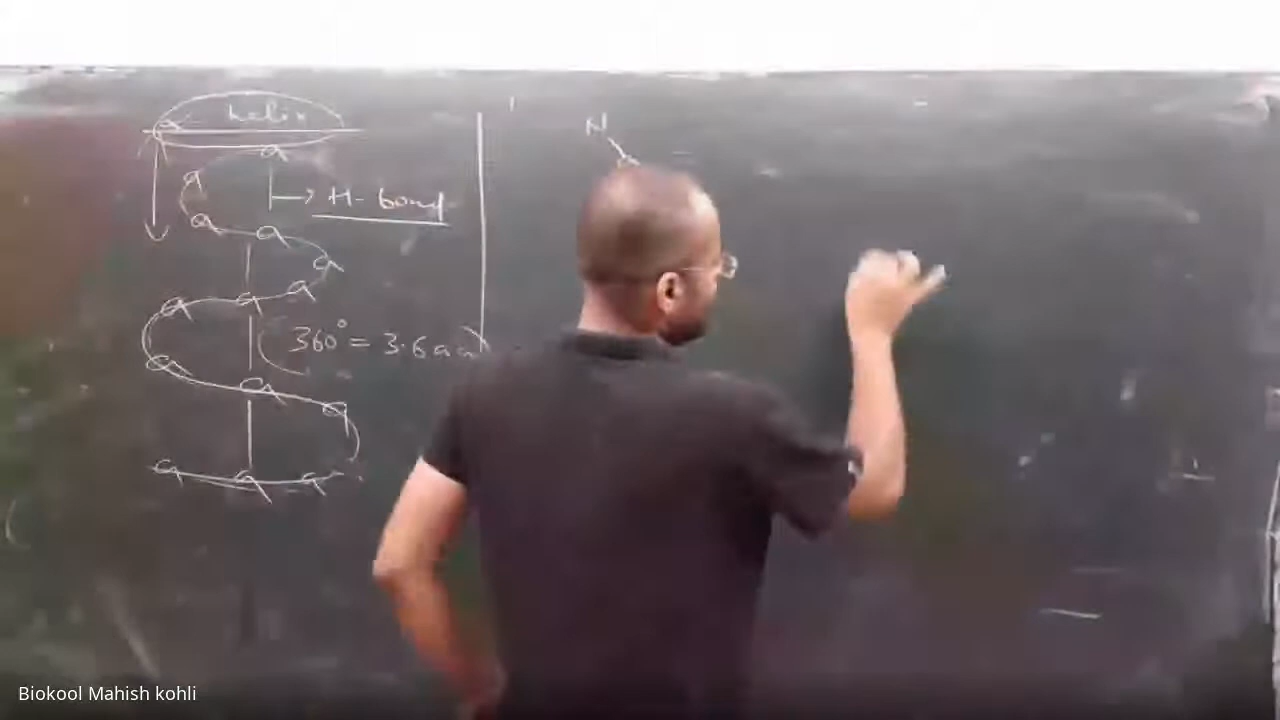 α helix
H-bond
360° = 3.6 aa
N
Biokool Mahish kohli